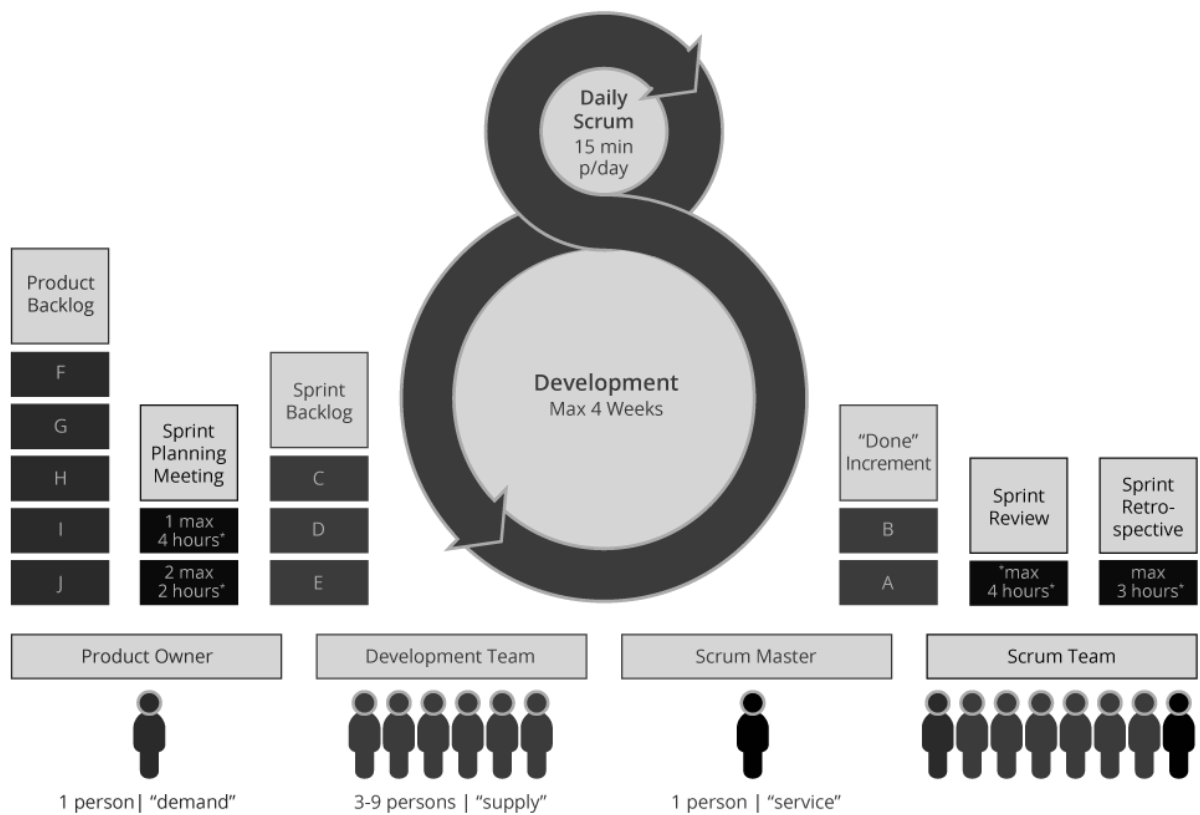 Daily
Scrum
15 min
p/day
Product
Backlog
F
G
H
I
J
Sprint
Planning
Meeting
1 max
4 hours*
2 max
2 hours*
Sprint
Backlog
C
D
E
Development
Max 4 Weeks
“Done”
Increment
B
A
Sprint
Review
*max
4 hours*
Sprint
Retro-
spective
max
3 hours*
Product Owner
1 person| “demand”
Development Team
3-9 persons | “supply”
Scrum Master
1 person | “service”
Scrum Team